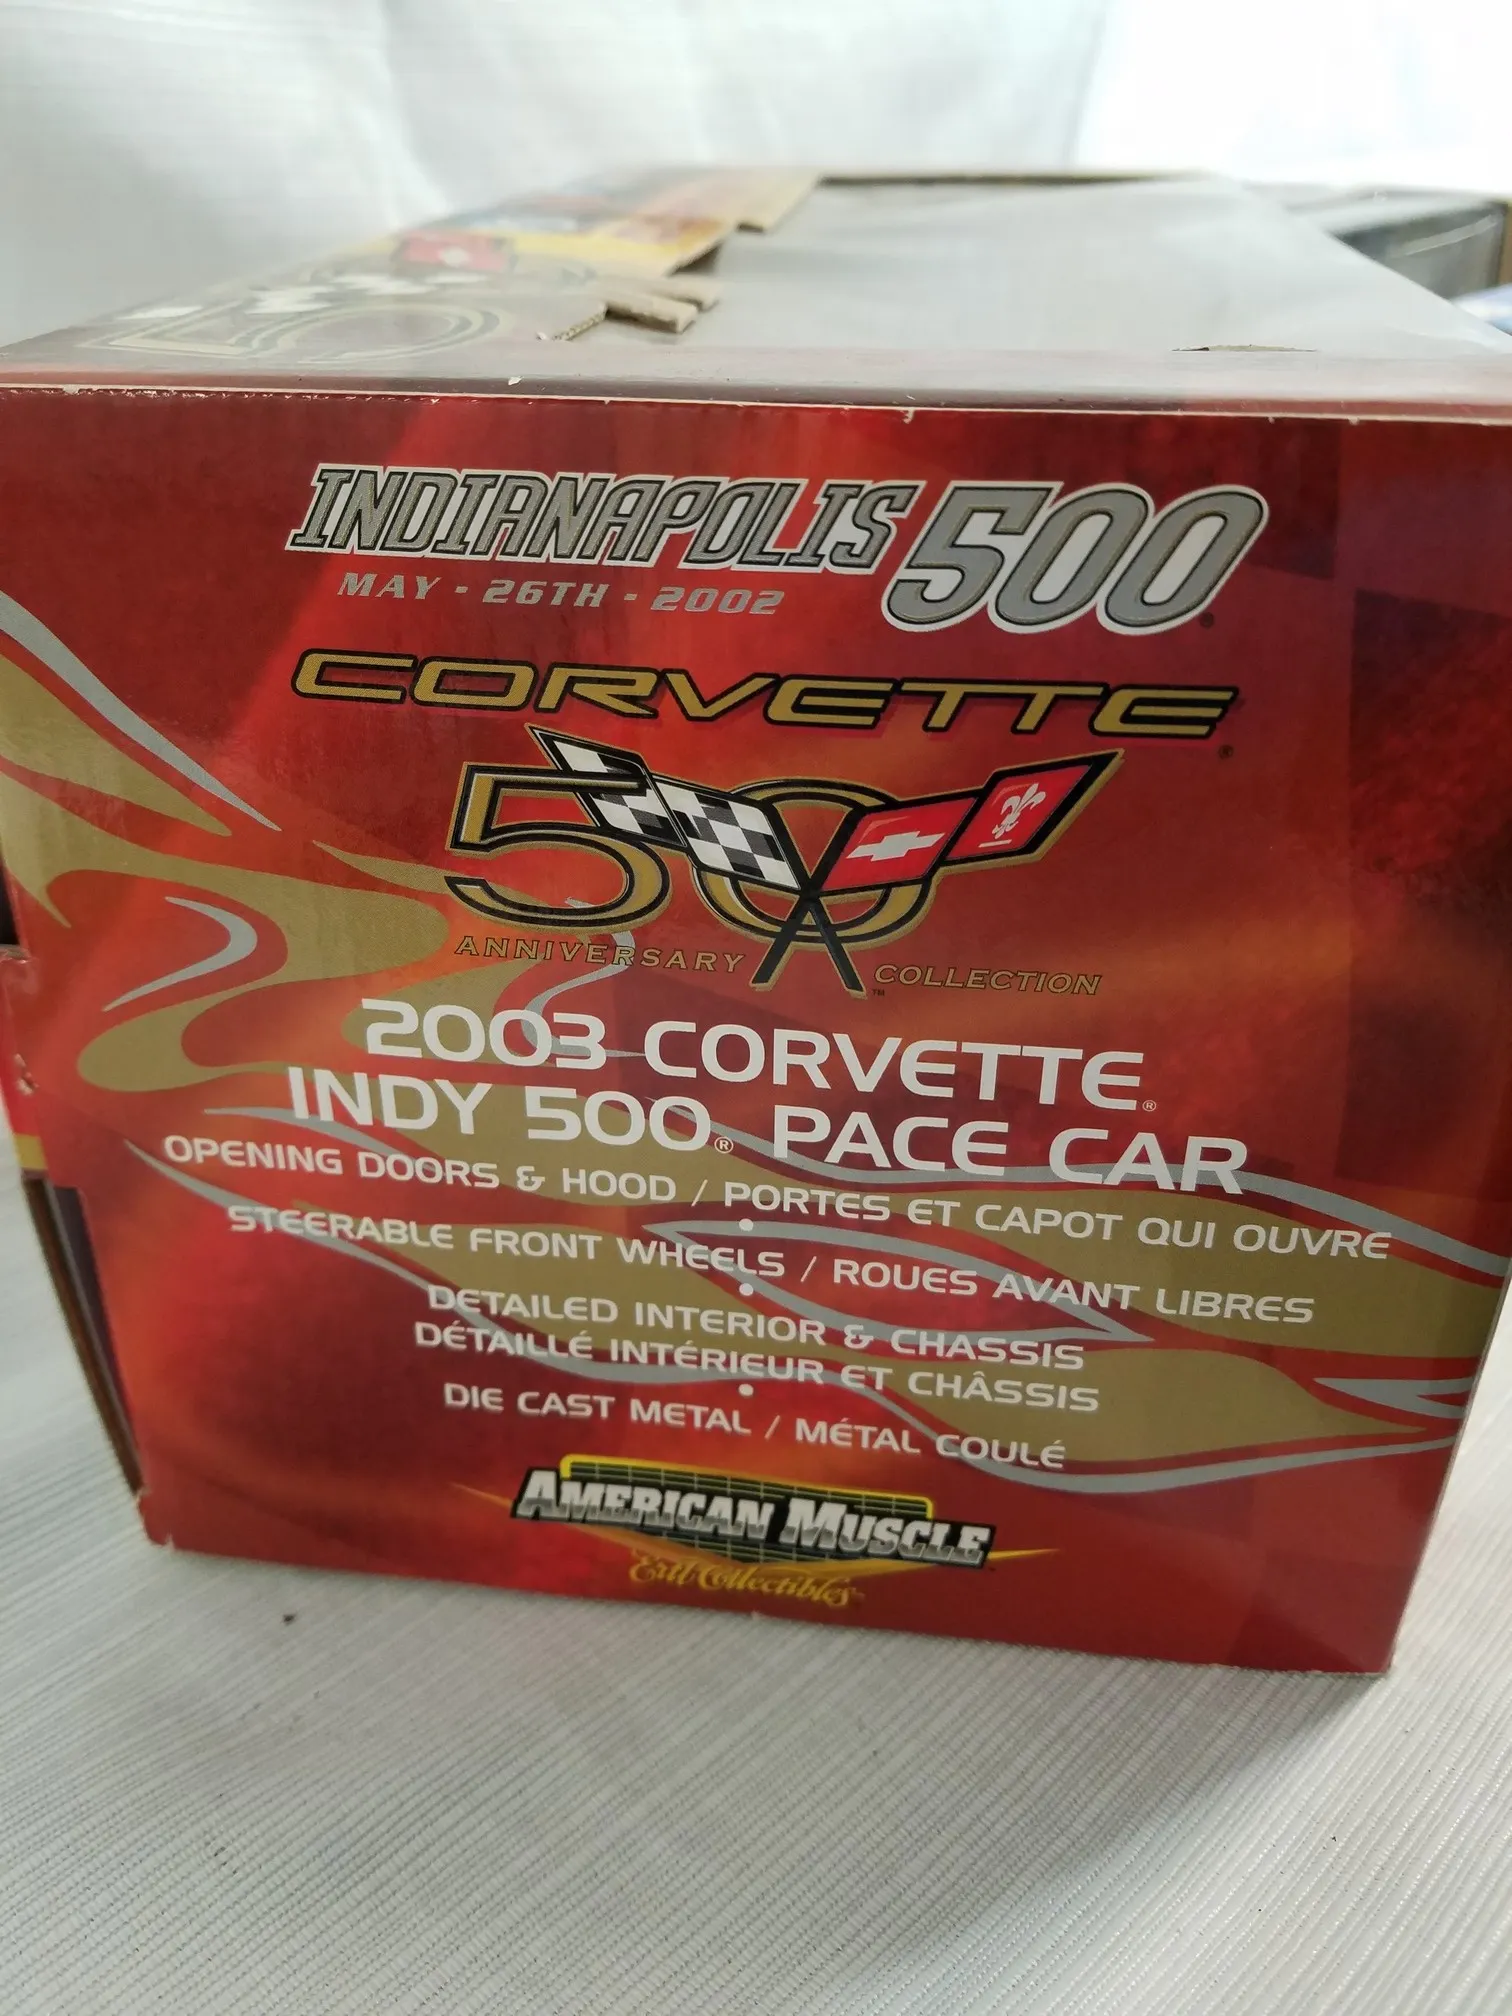 INDIANAPOLIS 500®
MAY • 26TH • 2002
CORVETTE®
50
ANNIVERSARY COLLECTION™
2003 CORVETTE®
INDY 500® PACE CAR
OPENING DOORS & HOOD / PORTES ET CAPOT QUI OUVRE
•
STEERABLE FRONT WHEELS / ROUES AVANT LIBRES
•
DETAILED INTERIOR & CHASSIS
DÉTAILLÉ INTÉRIEUR ET CHÂSSIS
•
DIE CAST METAL / MÉTAL COULÉ
AMERICAN MUSCLE
Ertl Collectibles™